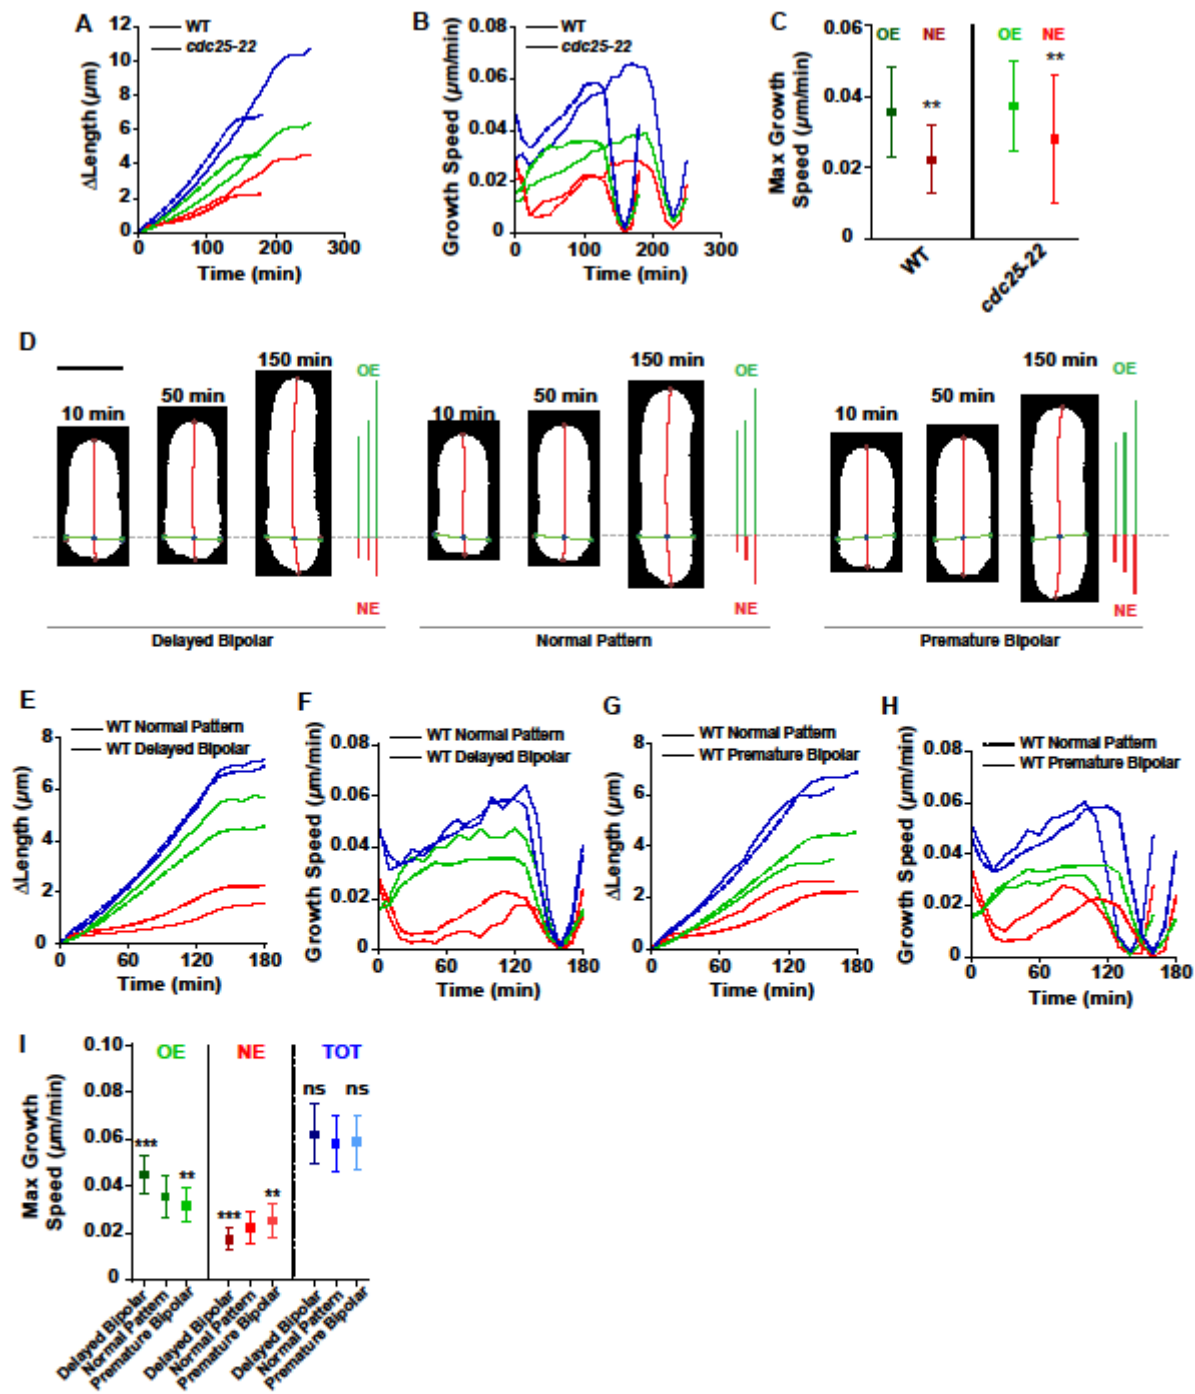 A
WT
cdc25-22
12
10
8
6
4
2
0
ΔLength (µm)
0 100 200 300
Time (min)
B
WT
cdc25-22
0.08
0.06
0.04
0.02
0
Growth Speed (µm/min)
0 100 200 300
Time (min)
C
0.06
0.04
0.02
0
Max Growth
Speed (µm/min)
OE NE OE NE
**
**
WT
cdc25-22
D
10 min
50 min
150 min
OE
NE
Delayed Bipolar
10 min
50 min
150 min
OE
NE
Normal Pattern
10 min
50 min
150 min
OE
NE
Premature Bipolar
E
WT Normal Pattern
WT Delayed Bipolar
8
6
4
2
0
ΔLength (µm)
0 60 120 180
Time (min)
F
WT Normal Pattern
WT Delayed Bipolar
0.08
0.06
0.04
0.02
0
Growth Speed (µm/min)
0 60 120 180
Time (min)
G
WT Normal Pattern
WT Premature Bipolar
8
6
4
2
0
ΔLength (µm)
0 60 120 180
Time (min)
H
WT Normal Pattern
WT Premature Bipolar
0.08
0.06
0.04
0.02
0
Growth Speed (µm/min)
0 60 120 180
Time (min)
I
0.10
0.08
0.06
0.04
0.02
0
Max Growth
Speed (µm/min)
OE NE TOT
***
**
***
**
ns ns
Delayed Bipolar
Normal Pattern
Premature Bipolar
Delayed Bipolar
Normal Pattern
Premature Bipolar
Delayed Bipolar
Normal Pattern
Premature Bipolar